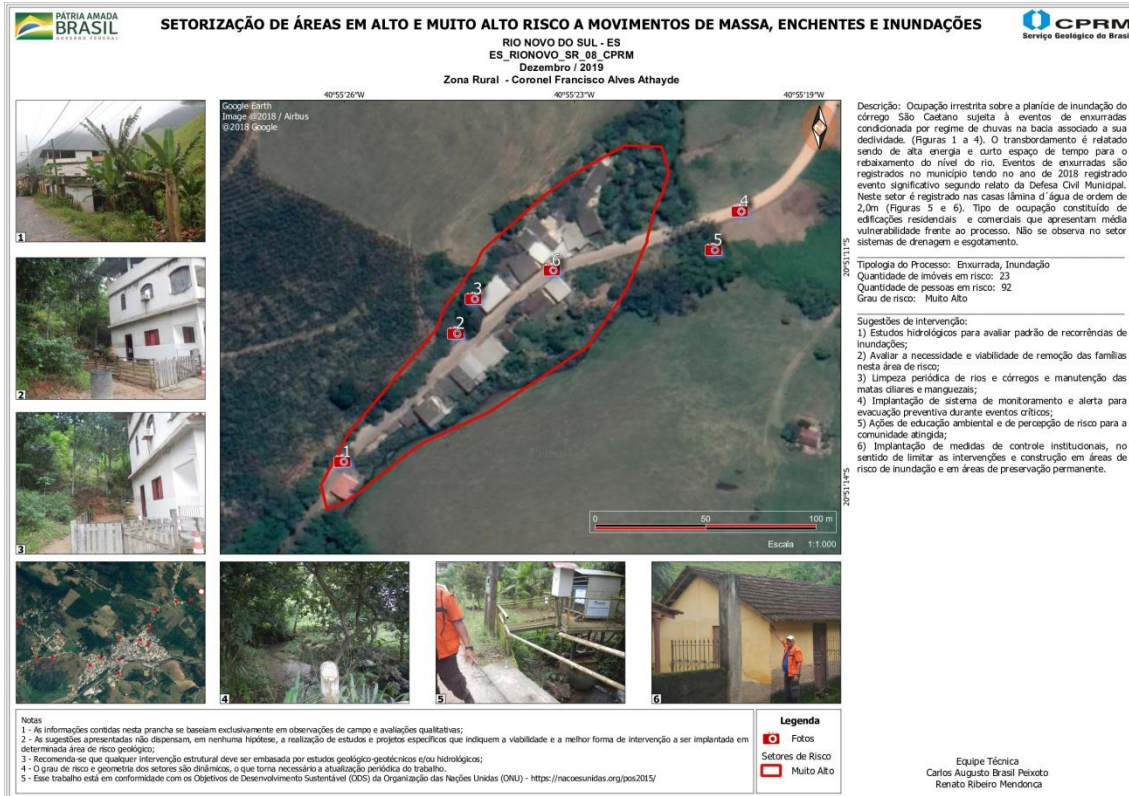 PÁTRIA AMADA
BRASIL
GOVERNO FEDERAL
SETORIZAÇÃO DE ÁREAS EM ALTO E MUITO ALTO RISCO A MOVIMENTOS DE MASSA, ENCHENTES E INUNDAÇÕES
RIO NOVO DO SUL - ES
ES_RIONOVO_SR_08_CPRM
Dezembro / 2019
Zona Rural - Coronel Francisco Alves Athayde
CPRM
Serviço Geológico do Brasil
40°55'26"W
40°55'23"W
40°55'19"W
Google Earth
Image @2018 / Airbus
@2018 Google
20°51'11"S
20°51'14"S
1
2
3
4
5
6
0 50 100 m
Escala 1:1.000
1
2
3
4
5
6
Descrição: Ocupação irrestrita sobre a planície de inundação do
córrego São Caetano sujeita à eventos de enxurradas
condicionada por regime de chuvas na bacia associado a sua
declividade. (Figuras 1 a 4). O transbordamento é relatado
sendo de alta energia e curto espaço de tempo para o
rebaixamento do nível do rio. Eventos de enxurradas são
registrados no município tendo no ano de 2018 registrado
evento significativo segundo relato da Defesa Civil Municipal.
Neste setor é registrado nas casas lâmina d´água de ordem de
2,0m (Figuras 5 e 6). Tipo de ocupação constituído de
edificações residenciais e comerciais que apresentam média
vulnerabilidade frente ao processo. Não se observa no setor
sistemas de drenagem e esgotamento.
Tipologia do Processo: Enxurrada, Inundação
Quantidade de imóveis em risco: 23
Quantidade de pessoas em risco: 92
Grau de risco: Muito Alto
Sugestões de intervenção:
1) Estudos hidrológicos para avaliar padrão de recorrências de
inundações;
2) Avaliar a necessidade e viabilidade de remoção das famílias
nesta área de risco;
3) Limpeza periódica de rios e córregos e manutenção das
matas ciliares e manguezais;
4) Implantação de sistema de monitoramento e alerta para
evacuação preventiva durante eventos críticos;
5) Ações de educação ambiental e de percepção de risco para a
comunidade atingida;
6) Implantação de medidas de controle institucionais, no
sentido de limitar as intervenções e construção em áreas de
risco de inundação e em áreas de preservação permanente.
Notas
1 - As informações contidas nesta prancha se baseiam exclusivamente em observações de campo e avaliações qualitativas;
2 - As sugestões apresentadas não dispensam, em nenhuma hipótese, a realização de estudos e projetos específicos que indiquem a viabilidade e a melhor forma de intervenção a ser implantada em
determinada área de risco geológico;
3 - Recomenda-se que qualquer intervenção estrutural deve ser embasada por estudos geológico-geotécnicos e/ou hidrológicos;
4 - O grau de risco e geometria dos setores são dinâmicos, o que torna necessário a atualização periódica do trabalho.
5 - Esse trabalho está em conformidade com os Objetivos de Desenvolvimento Sustentável (ODS) da Organização das Nações Unidas (ONU) - https://nacoesunidas.org/pos2015/
Legenda
Fotos
Setores de Risco
Muito Alto
Equipe Técnica
Carlos Augusto Brasil Peixoto
Renato Ribeiro Mendonca